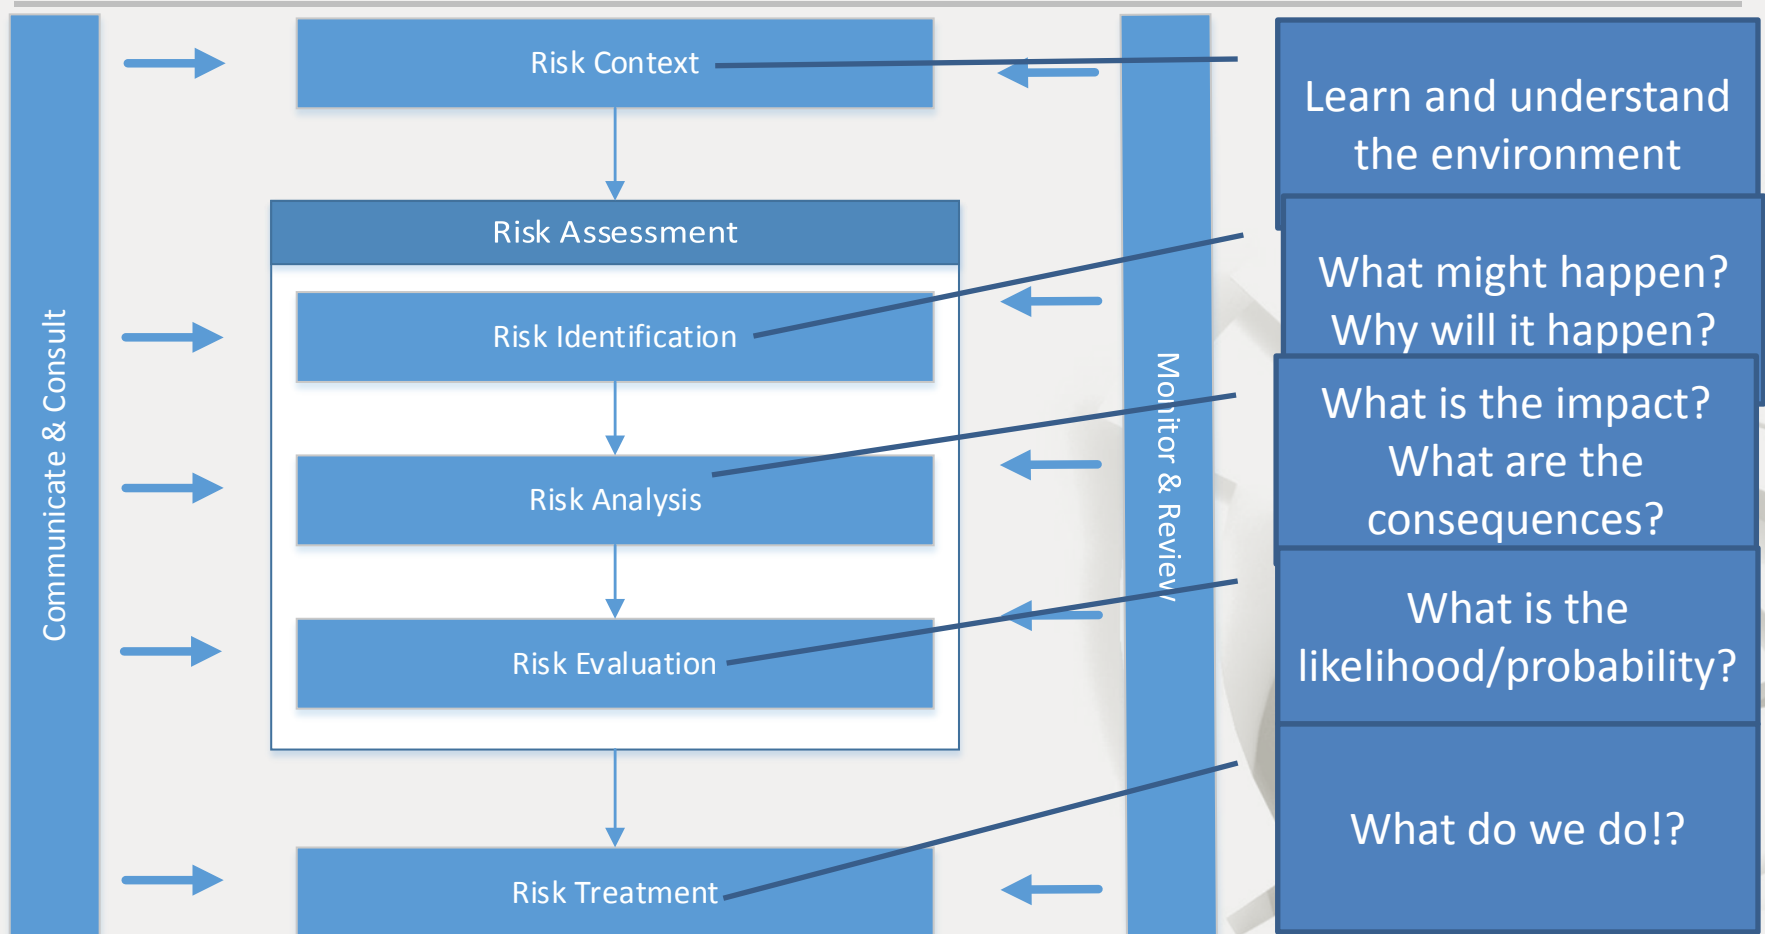 Communicate & Consult
Risk Context
Risk Assessment
Risk Identification
Risk Analysis
Risk Evaluation
Risk Treatment
Monitor & Review
Learn and understand
the environment
What might happen?
Why will it happen?
What is the impact?
What are the
consequences?
What is the
likelihood/probability?
What do we do!?